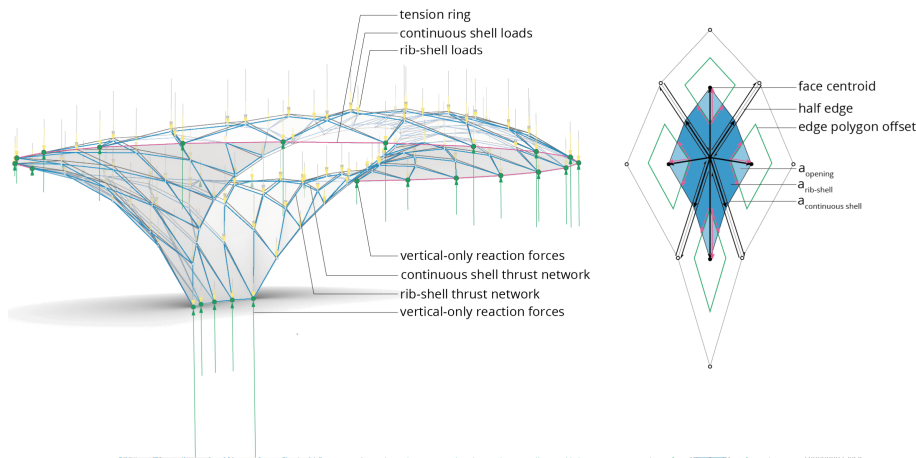 tension ring
continuous shell loads
rib-shell loads
vertical-only reaction forces
continuous shell thrust network
rib-shell thrust network
vertical-only reaction forces
face centroid
half edge
edge polygon offset
a opening
a rib-shell
a continuous shell